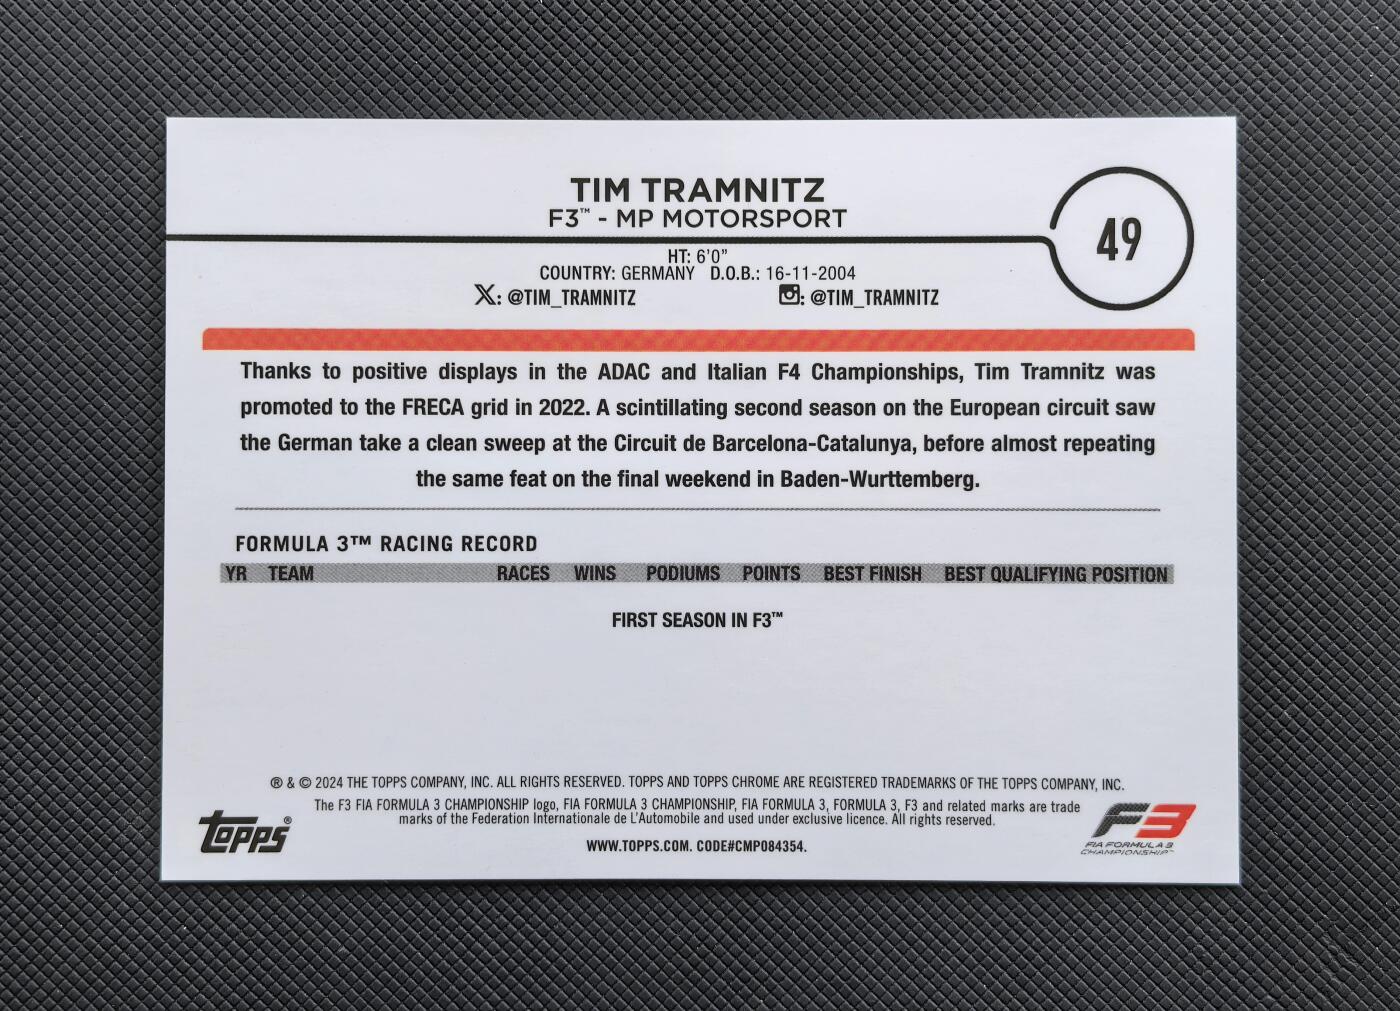 TIM TRAMNITZ
F3™ - MP MOTORSPORT
49
HT: 6'0"
COUNTRY: GERMANY D.O.B.: 16-11-2004
X: @TIM_TRAMNITZ
: @TIM_TRAMNITZ
Thanks to positive displays in the ADAC and Italian F4 Championships, Tim Tramnitz was
promoted to the FRECA grid in 2022. A scintillating second season on the European circuit saw
the German take a clean sweep at the Circuit de Barcelona-Catalunya, before almost repeating
the same feat on the final weekend in Baden-Wurttemberg.
FORMULA 3™ RACING RECORD
YR TEAM RACES WINS PODIUMS POINTS BEST FINISH BEST QUALIFYING POSITION
FIRST SEASON IN F3™
® & © 2024 THE TOPPS COMPANY, INC. ALL RIGHTS RESERVED. TOPPS AND TOPPS CHROME ARE REGISTERED TRADEMARKS OF THE TOPPS COMPANY, INC.
The F3 FIA FORMULA 3 CHAMPIONSHIP logo, FIA FORMULA 3 CHAMPIONSHIP, FIA FORMULA 3, FORMULA 3, F3 and related marks are trade
marks of the Federation Internationale de L'Automobile and used under exclusive licence. All rights reserved.
WWW.TOPPS.COM. CODE#CMP084354.
Topps®
F3
FIA FORMULA 3
CHAMPIONSHIP™